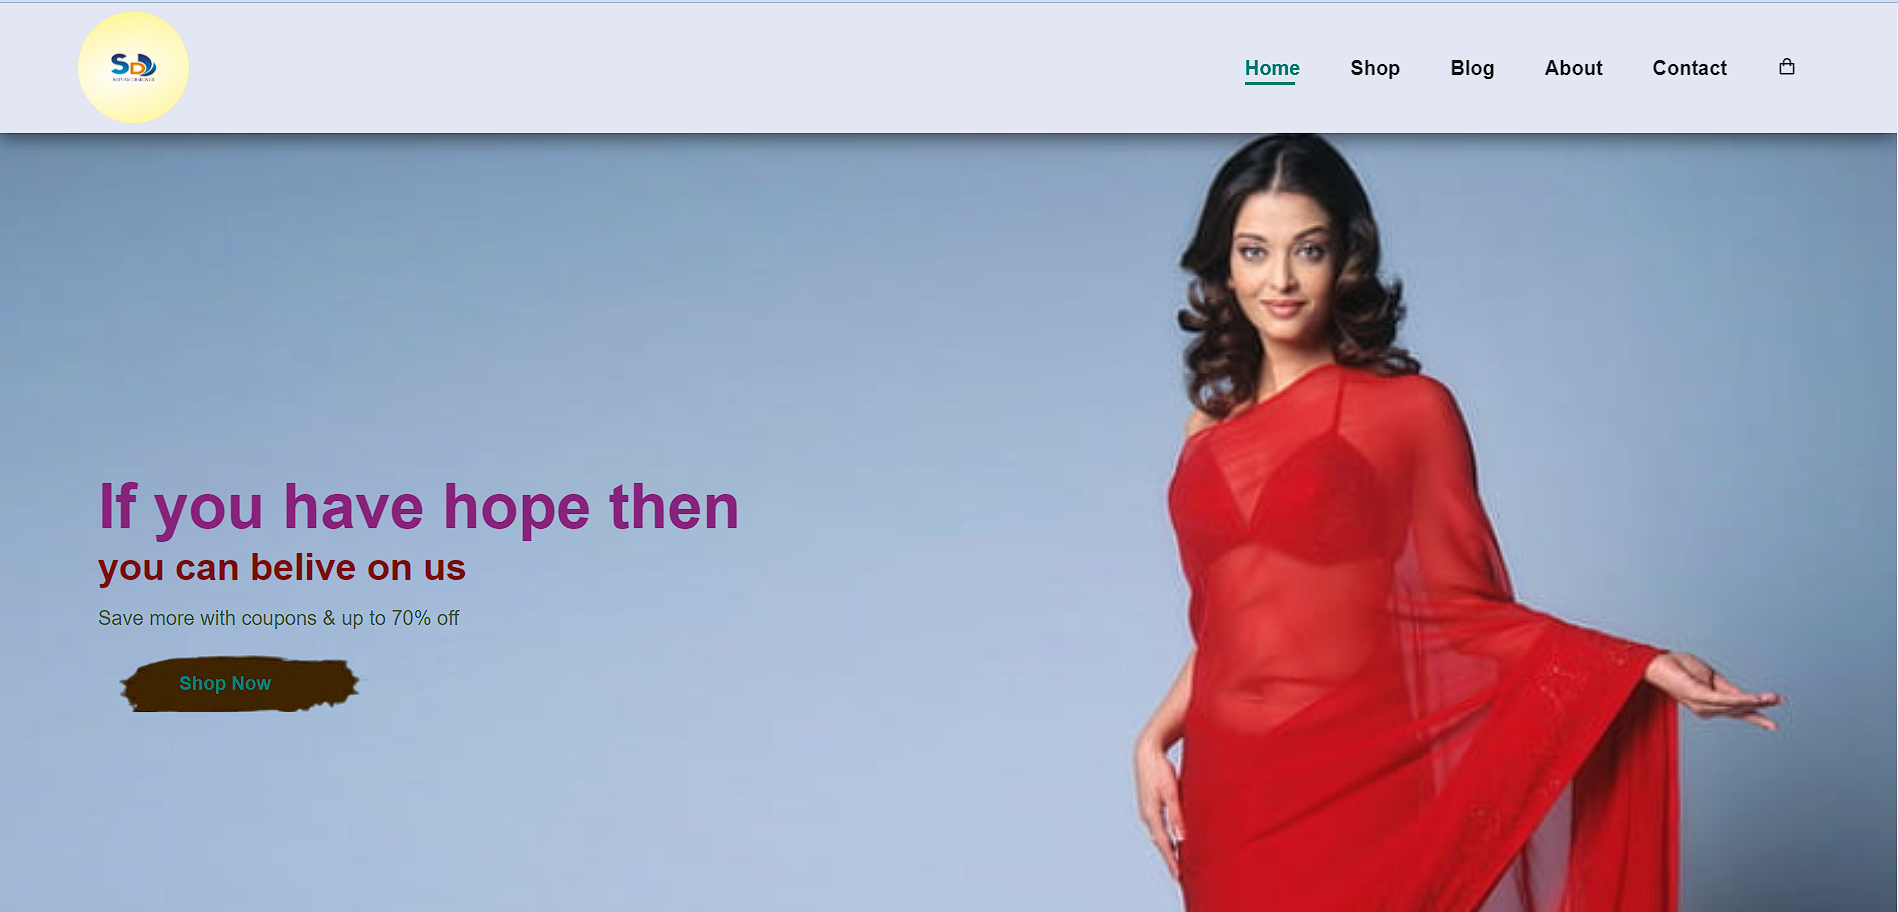 SD
Home Shop Blog About Contact
If you have hope then
you can belive on us
Save more with coupons & up to 70% off
Shop Now